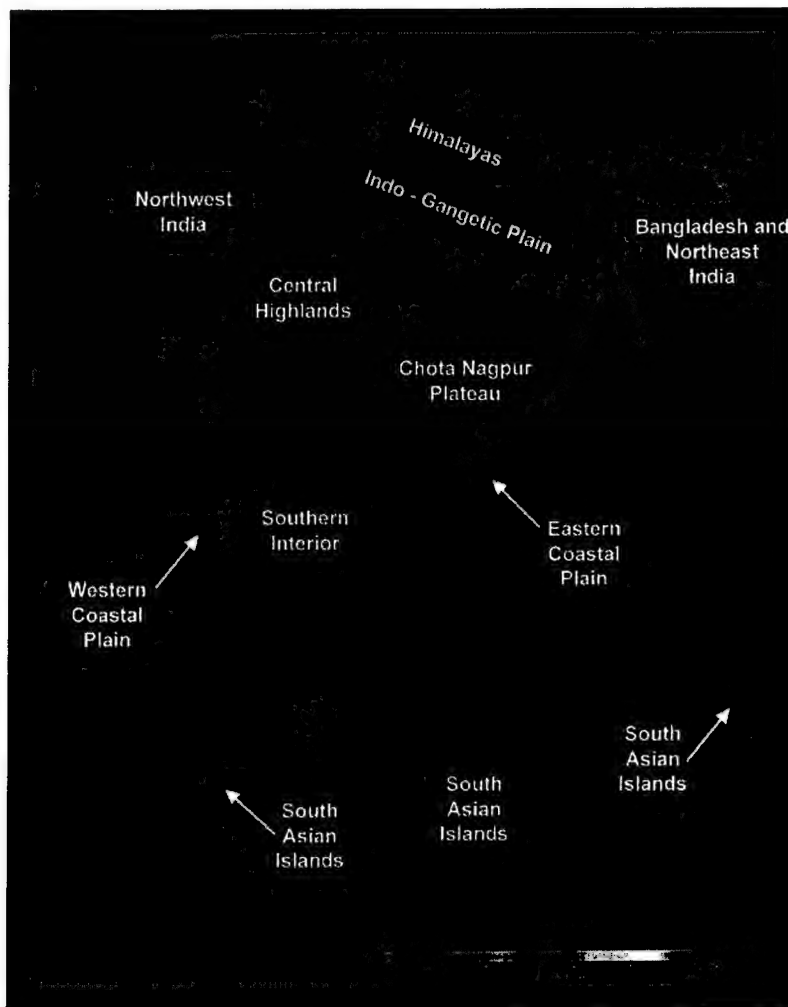 Himalayas
Indo - Gangetic Plain
Northwest
India
Bangladesh and
Northeast
India
Central
Highlands
Chota Nagpur
Plateau
Southern
Interior
Eastern
Coastal
Plain
Western
Coastal
Plain
South
Asian
Islands
South
Asian
Islands
South
Asian
Islands